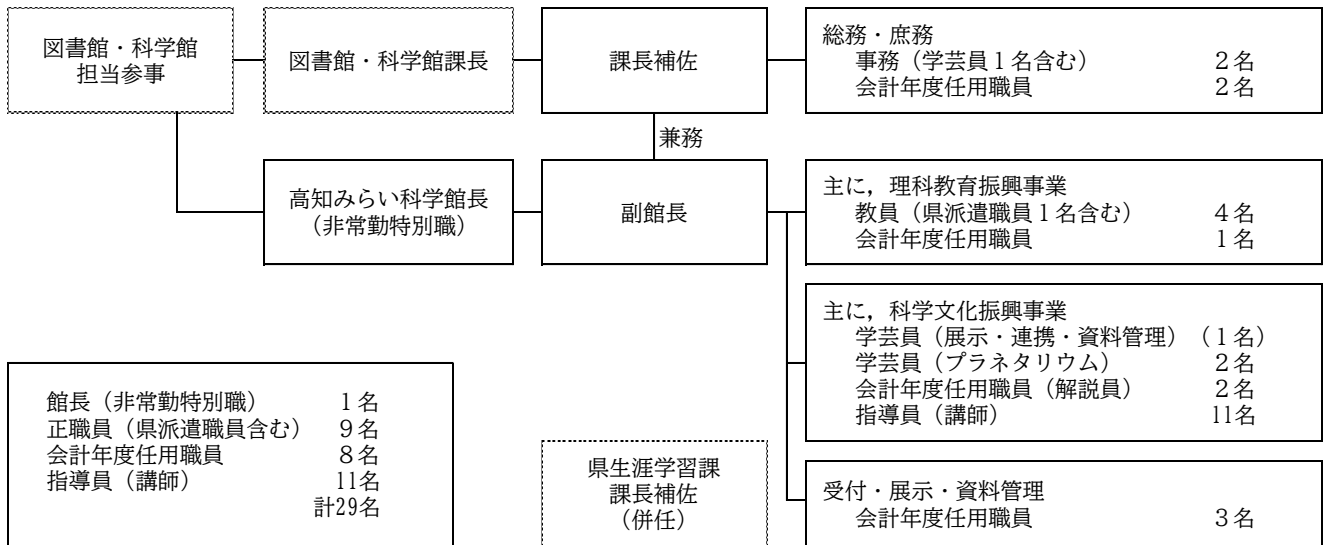 図書館・科学館
担当参事
図書館・科学館課長
課長補佐
総務・庶務
事務（学芸員１名含む） ２名
会計年度任用職員 ２名
兼務
高知みらい科学館長
（非常勤特別職）
副館長
主に，理科教育振興事業
教員（県派遣職員１名含む） ４名
会計年度任用職員 １名
主に，科学文化振興事業
学芸員（展示・連携・資料管理）（１名）
学芸員（プラネタリウム） ２名
会計年度任用職員（解説員） ２名
指導員（講師） 11名
館長（非常勤特別職） １名
正職員（県派遣職員含む） ９名
会計年度任用職員 ８名
指導員（講師） 11名
計29名
県生涯学習課
課長補佐
（併任）
受付・展示・資料管理
会計年度任用職員 ３名